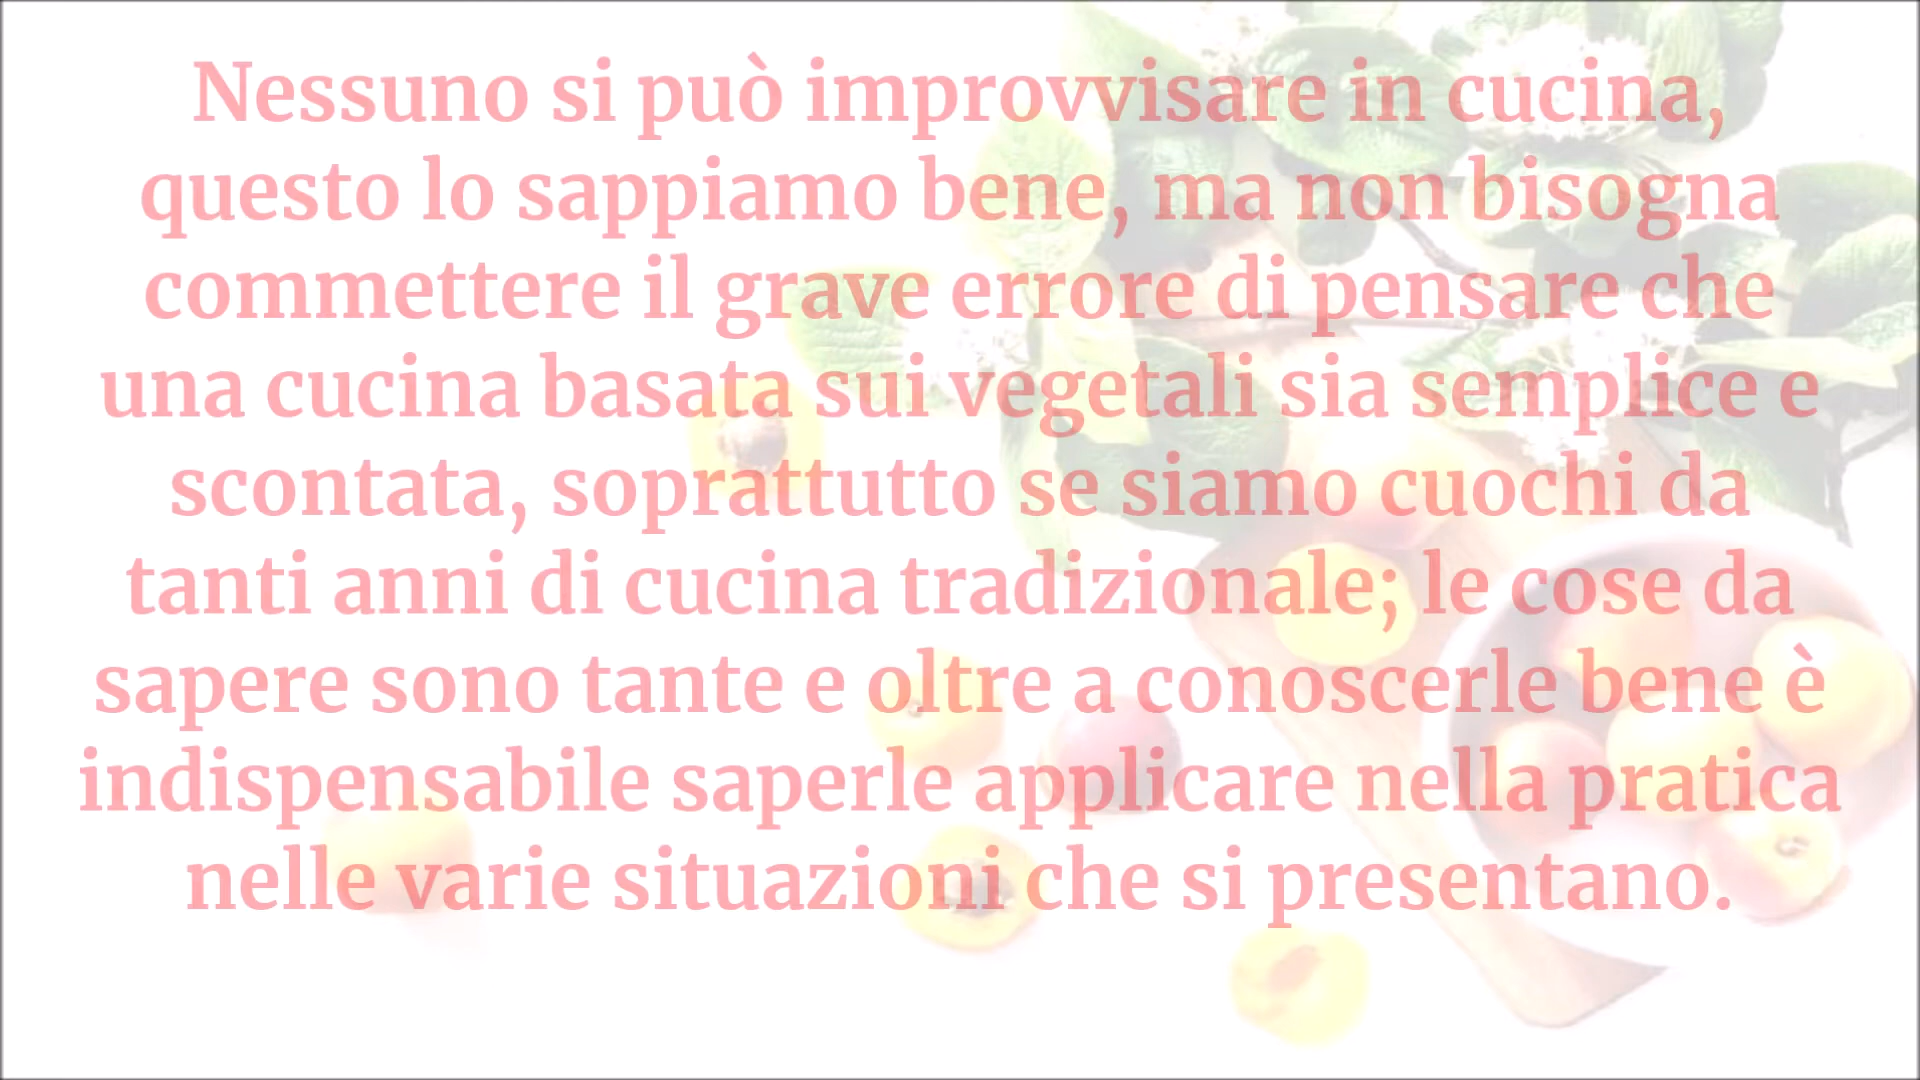 Nessuno si può improvvisare in cucina,
questo lo sappiamo bene, ma non bisogna
commettere il grave errore di pensare che
una cucina basata sui vegetali sia semplice e
scontata, soprattutto se siamo cuochi da
tanti anni di cucina tradizionale; le cose da
sapere sono tante e oltre a conoscerle bene è
indispensabile saperle applicare nella pratica
nelle varie situazioni che si presentano.